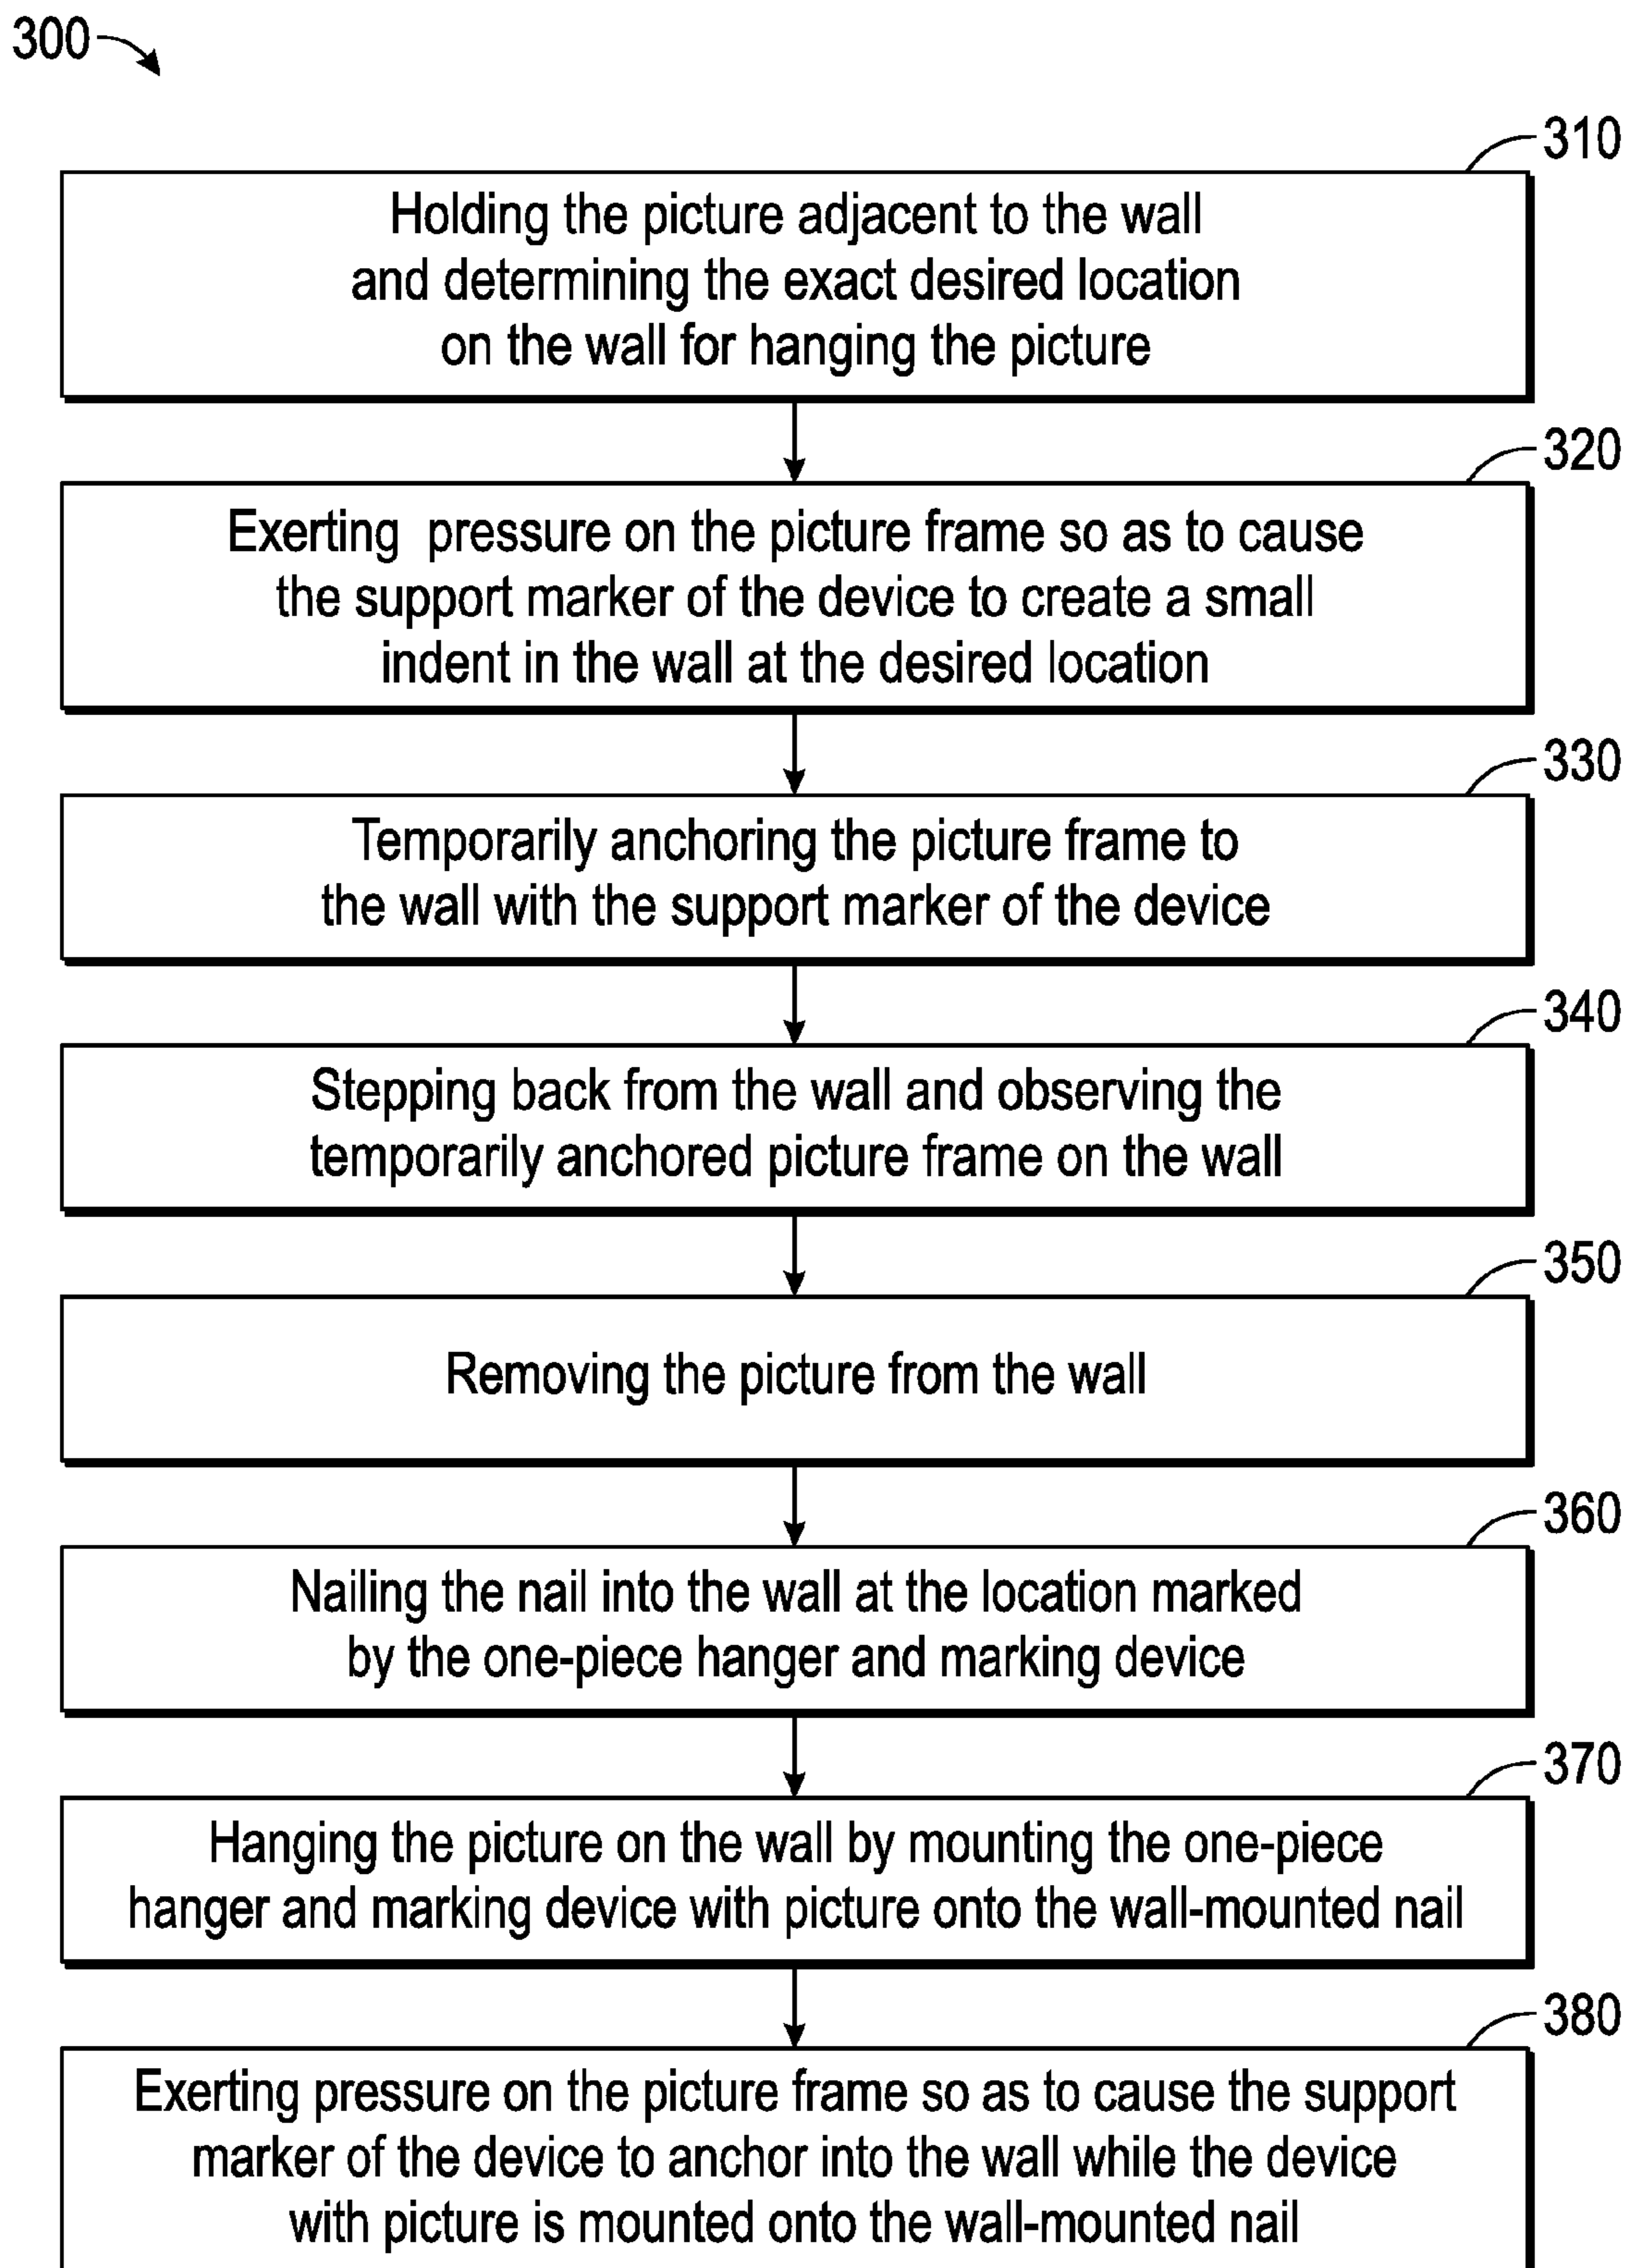 300
310
Holding the picture adjacent to the wall
and determining the exact desired location
on the wall for hanging the picture
320
Exerting pressure on the picture frame so as to cause
the support marker of the device to create a small
indent in the wall at the desired location
330
Temporarily anchoring the picture frame to
the wall with the support marker of the device
340
Stepping back from the wall and observing the
temporarily anchored picture frame on the wall
350
Removing the picture from the wall
360
Nailing the nail into the wall at the location marked
by the one-piece hanger and marking device
370
Hanging the picture on the wall by mounting the one-piece
hanger and marking device with picture onto the wall-mounted nail
380
Exerting pressure on the picture frame so as to cause the support
marker of the device to anchor into the wall while the device
with picture is mounted onto the wall-mounted nail